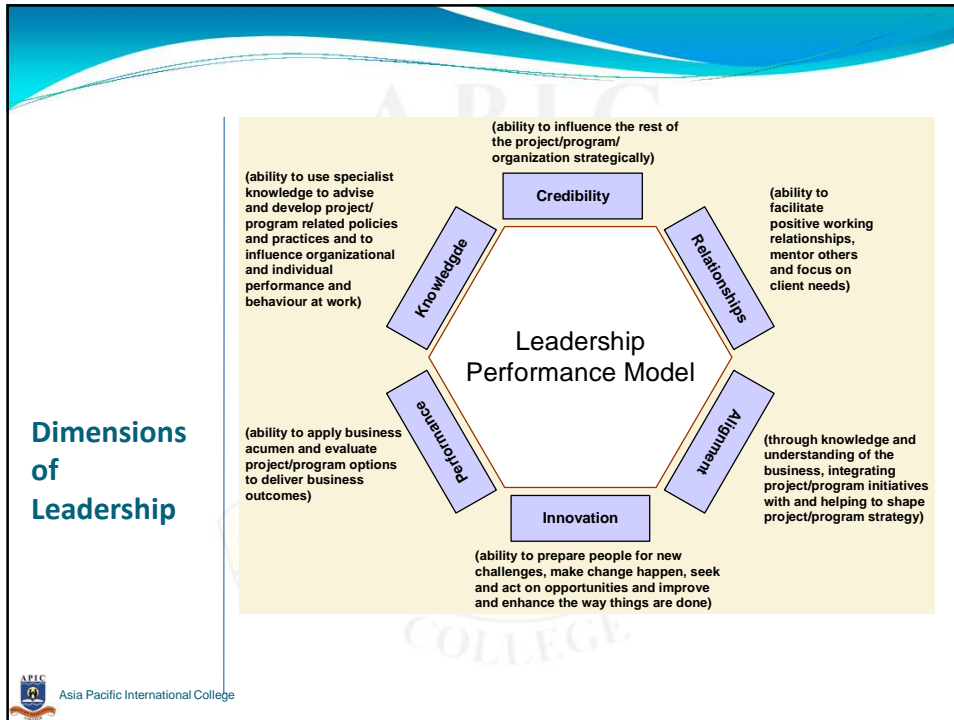 APIC
(ability to influence the rest of
the project/program/
organization strategically)
Credibility
(ability to use specialist
knowledge to advise
and develop project/
program related policies
and practices and to
influence organizational
and individual
performance and
behaviour at work)
Knowledgde
(ability to
facilitate
positive working
relationships,
mentor others
and focus on
client needs)
Relationships
Leadership
Performance Model
Dimensions
of
Leadership
(ability to apply business
acumen and evaluate
project/program options
to deliver business
outcomes)
Performance
Alignment
(through knowledge and
understanding of the
business, integrating
project/program initiatives
with and helping to shape
project/program strategy)
Innovation
(ability to prepare people for new
challenges, make change happen, seek
and act on opportunities and improve
and enhance the way things are done)
COLLEGE
APIC
Asia Pacific International College